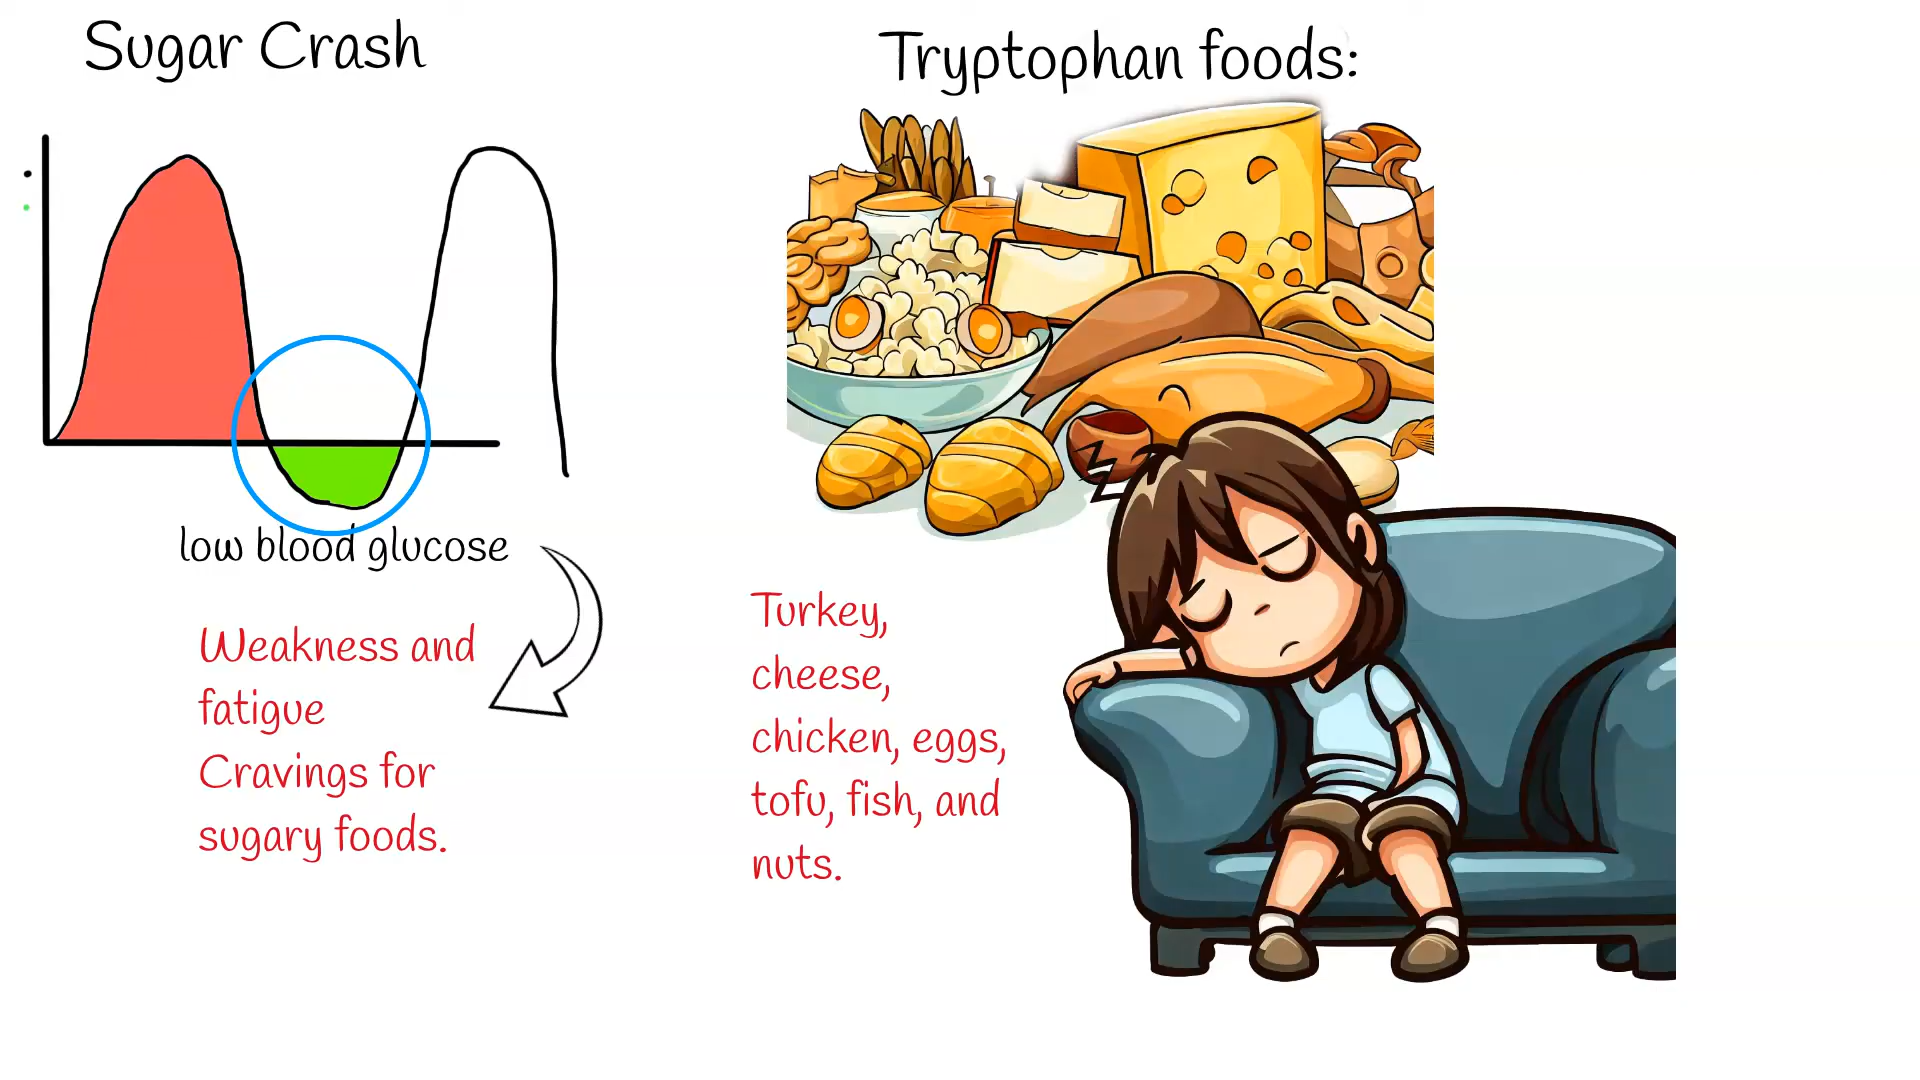 Sugar Crash
low blood glucose
Weakness and
fatigue
Cravings for
sugary foods.
Tryptophan foods:
Turkey,
cheese,
chicken, eggs,
tofu, fish, and
nuts.